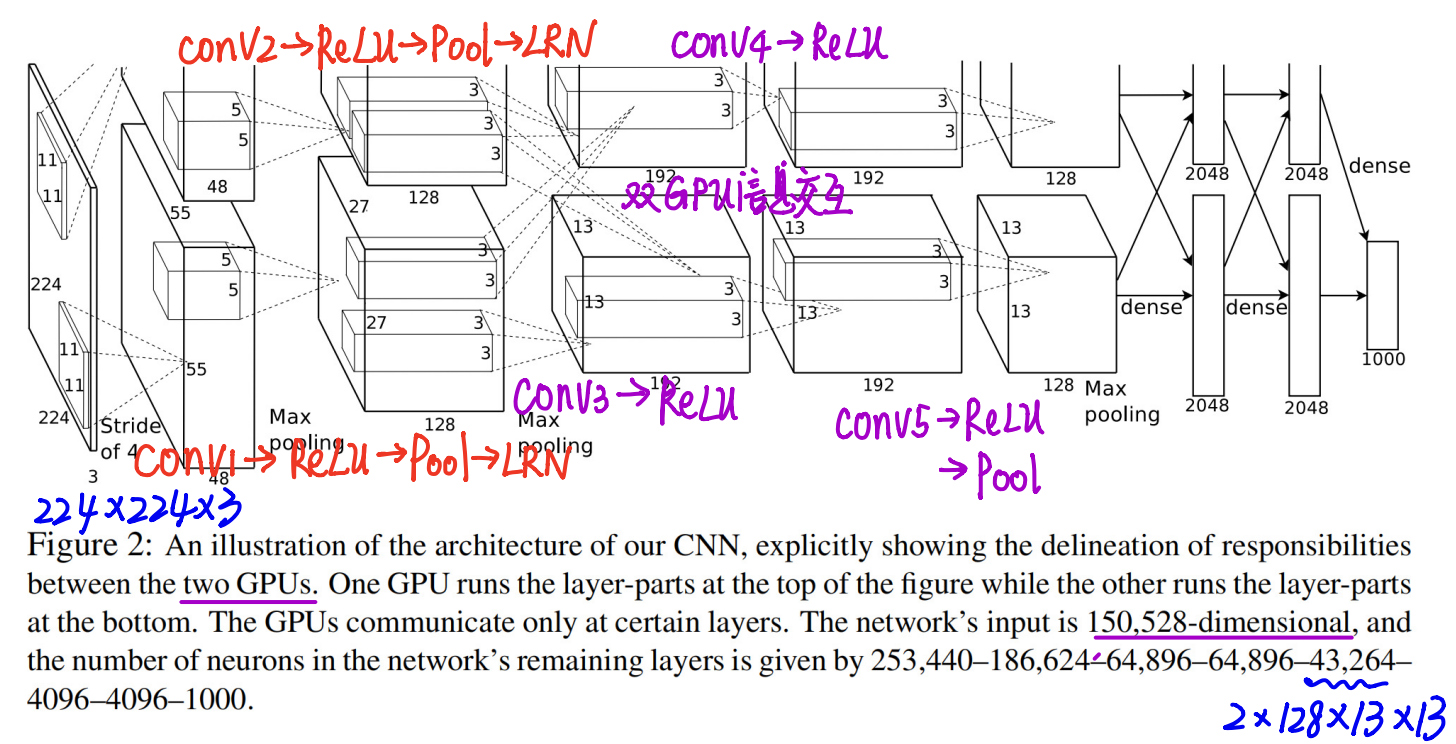 conv2→ReLU→Pool→LRN
conv4→ReLU
11
11
5
5
48
3
3
3
3
3
192
3
3
192
128
128
2048
2048
dense
双GPU信息交互
224
55
5
5
27
3
3
13
13
3
3
13
11
11
55
27
3
3
13
3
3
13
13
dense
dense
1000
224
Stride
of 4
3
48
Max
pooling
128
Max
pooling
192
192
128
Max
pooling
2048
2048
conv3→ReLU
conv5→ReLU
→Pool
conv1→ReLU→Pool→LRN
224×224×3
Figure 2: An illustration of the architecture of our CNN, explicitly showing the delineation of responsibilities
between the two GPUs. One GPU runs the layer-parts at the top of the figure while the other runs the layer-parts
at the bottom. The GPUs communicate only at certain layers. The network's input is 150,528-dimensional, and
the number of neurons in the network's remaining layers is given by 253,440–186,624–64,896–64,896–43,264–
4096–4096–1000.
2×128×13×13